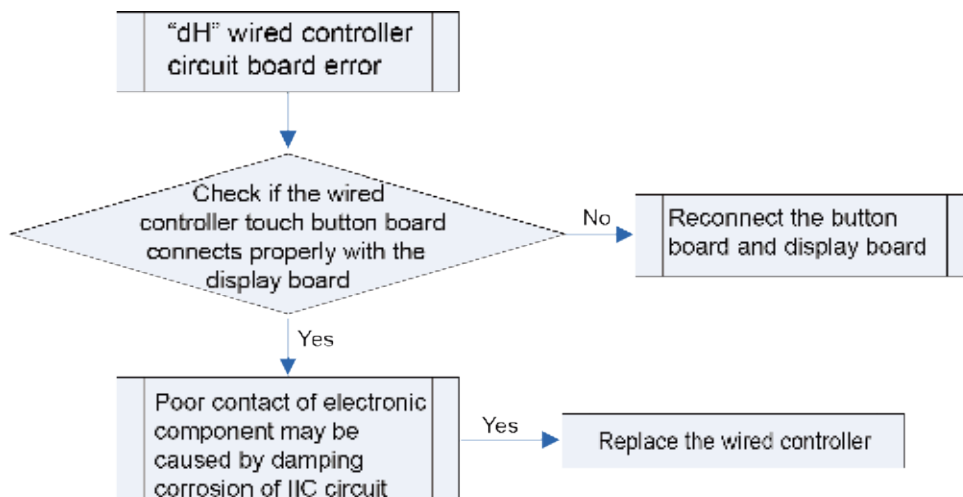 “dH” wired controller
circuit board error
Check if the wired
controller touch button board
connects properly with the
display board
No
Reconnect the button
board and display board
Yes
Poor contact of electronic
component may be
caused by damping
corrosion of IIC circuit
Yes
Replace the wired controller